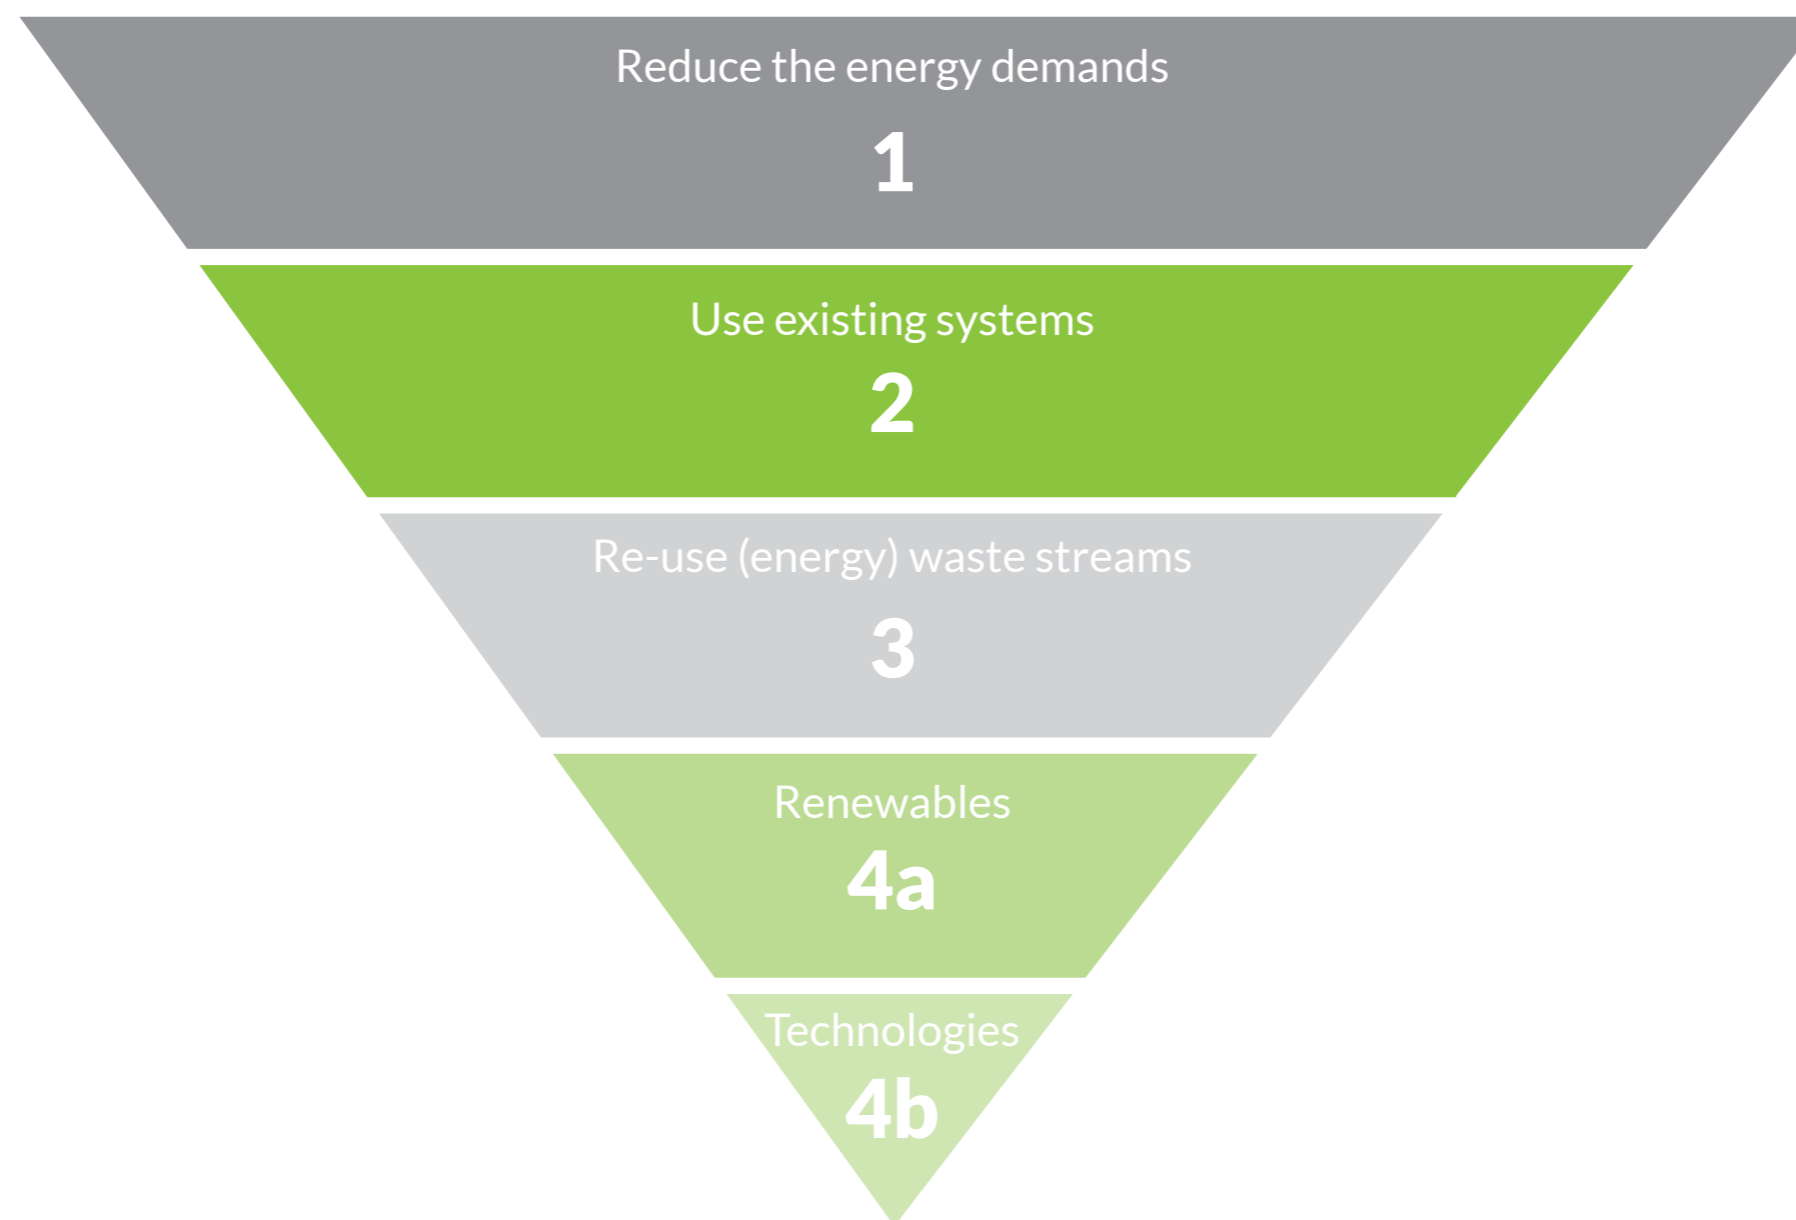 Reduce the energy demands
1
Use existing systems
2
Re-use (energy) waste streams
3
Renewables
4a
Technologies
4b